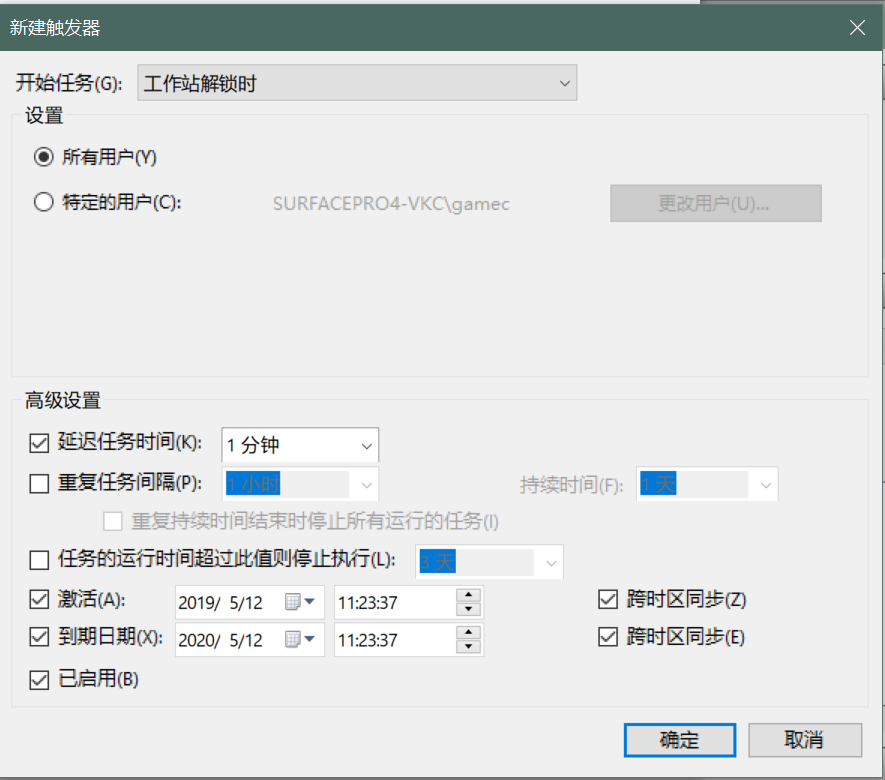 新建触发器
开始任务(G): 工作站解锁时
设置
所有用户(Y)
特定的用户(C): SURFACEPRO4-VKC\gamec 更改用户(U)...
高级设置
延迟任务时间(K): 1 分钟
重复任务间隔(P): 1 小时 持续时间(F): 1 天
重复持续时间结束时停止所有运行的任务(I)
任务的运行时间超过此值则停止执行(L): 3 天
激活(A): 2019/ 5/12 11:23:37 跨时区同步(Z)
到期日期(X): 2020/ 5/12 11:23:37 跨时区同步(E)
已启用(B)
确定 取消